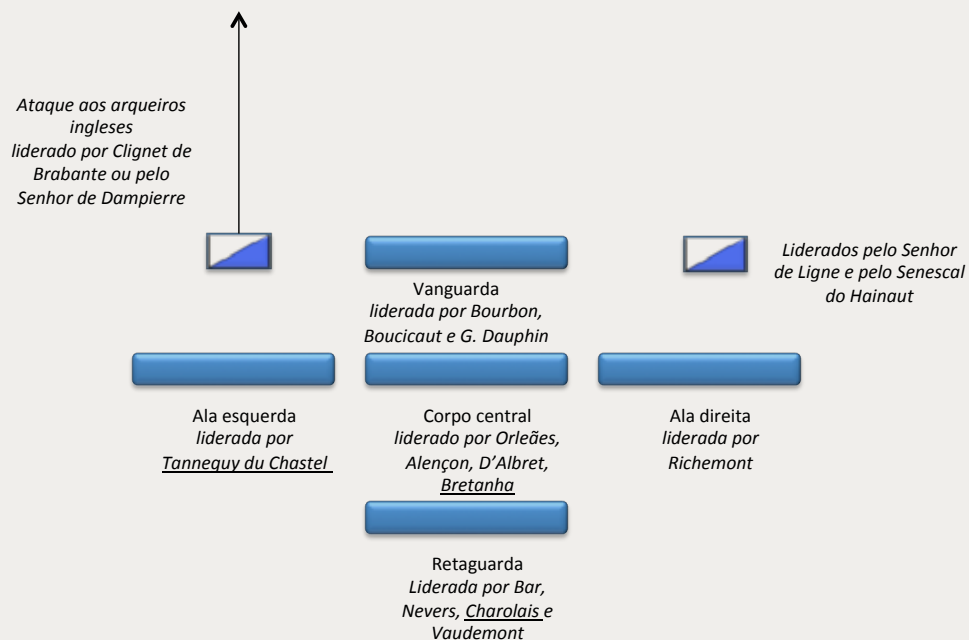 Ataque aos arqueiros
ingleses
liderado por Clignet de
Brabante ou pelo
Senhor de Dampierre
Liderados pelo Senhor
de Ligne e pelo Senescal
do Hainaut
Vanguarda
liderada por Bourbon,
Boucicaut e G. Dauphin
Ala esquerda
liderada por
Tanneguy du Chastel
Corpo central
liderado por Orleães,
Alençon, D’Albret,
Bretanha
Ala direita
liderada por
Richemont
Retaguarda
Liderada por Bar,
Nevers, Charolais e
Vaudemont